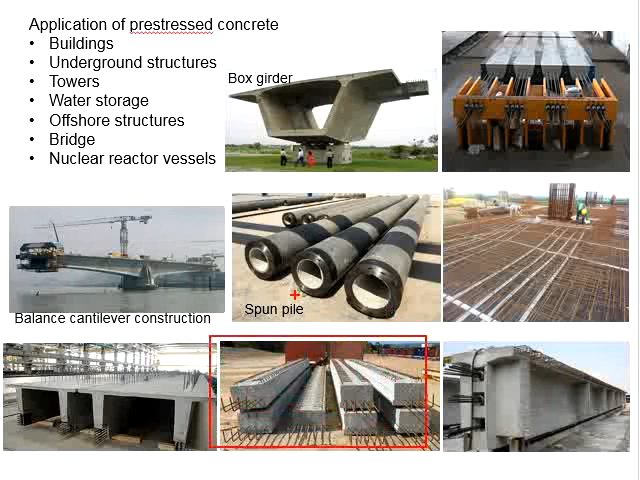 Application of prestressed concrete
• Buildings
• Underground structures
• Towers
• Water storage
• Offshore structures
• Bridge
• Nuclear reactor vessels
Box girder
Spun pile
Balance cantilever construction